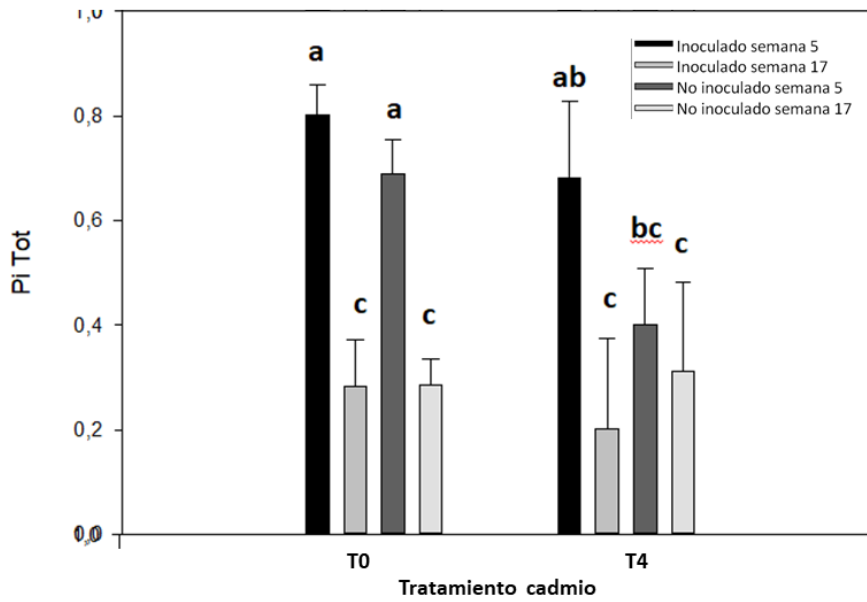 1,0
a
a
ab
Inoculado semana 5
Inoculado semana 17
No inoculado semana 5
No inoculado semana 17
0,8
Pi Tot
0,6
bc
c
c
c
0,4
0,2
0,0
T0
T4
Tratamiento cadmio